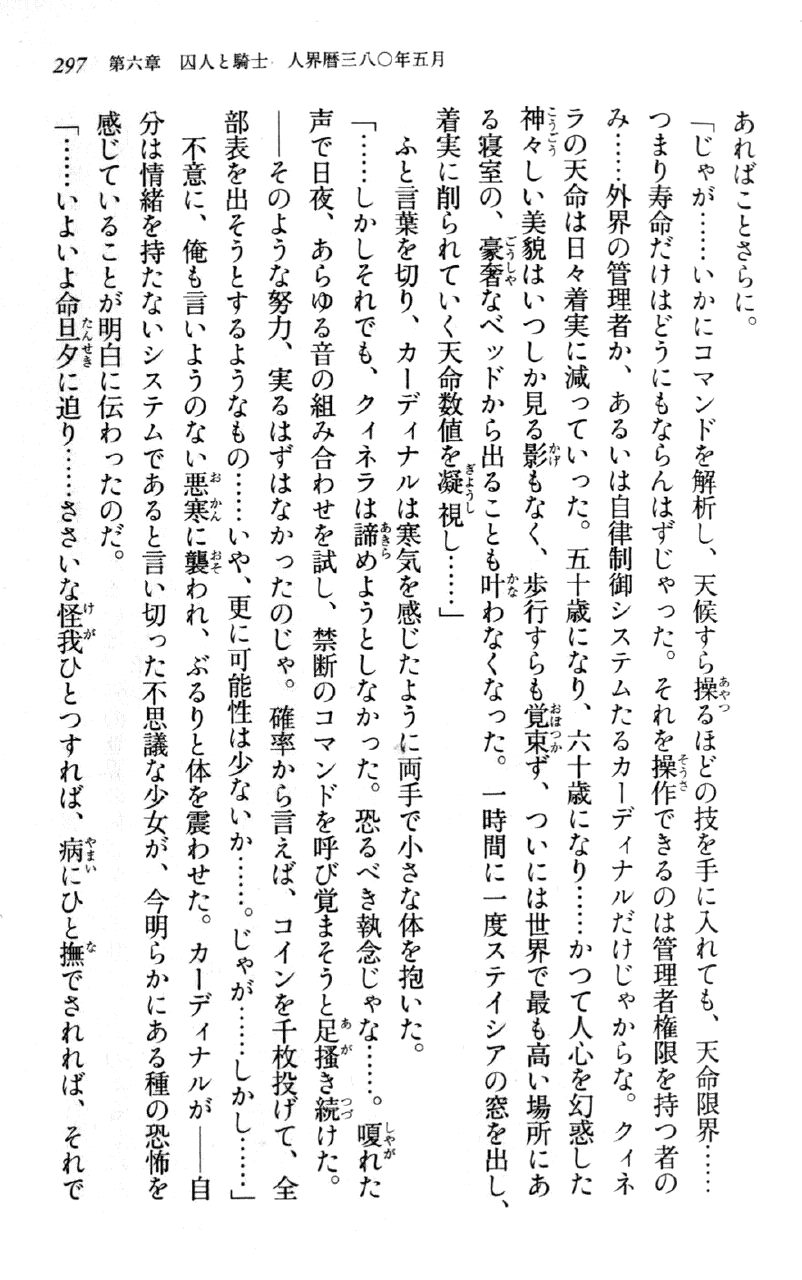 297 第六章 囚人と騎士 人界暦三八〇年五月
あればことさらに。
「じゃが……いかにコマンドを解析し、天候すら操るほどの技を手に入れても、天命限界……
つまり寿命だけはどうにもならんはずじゃった。それを操作できるのは管理者権限を持つ者の
み……外界の管理者か、あるいは自律制御システムたるカーディナルだけじゃからな。クィネ
ラの天命は日々着実に減っていった。五十歳になり、六十歳になり……かつて人心を幻惑した
神々しい美貌はいつしか見る影もなく、歩行すらも覚束ず、ついには世界で最も高い場所にあ
る寝室の、豪奢なベッドから出ることも叶わなくなった。一時間に一度ステイシアの窓を出し、
着実に削られていく天命数値を凝視し……」
ふと言葉を切り、カーディナルは寒気を感じたように両手で小さな体を抱いた。
「……しかしそれでも、クィネラは諦めようとしなかった。恐るべき執念じゃな……。嗄れた
声で日夜、あらゆる音の組み合わせを試し、禁断のコマンドを呼び覚まそうと足掻き続けた。
――そのような努力、実るはずはなかったのじゃ。確率から言えば、コインを千枚投げて、全
部表を出そうとするようなもの……いや、更に可能性は少ないか……。じゃが……しかし……」
不意に、俺も言いようのない悪寒に襲われ、ぶるりと体を震わせた。カーディナルが――自
分は情緒を持たないシステムであると言い切った不思議な少女が、今明らかにある種の恐怖を
感じていることが明白に伝わったのだ。
「……いよいよ命旦夕に迫り……ささいな怪我ひとつすれば、病にひと撫でされれば、それで